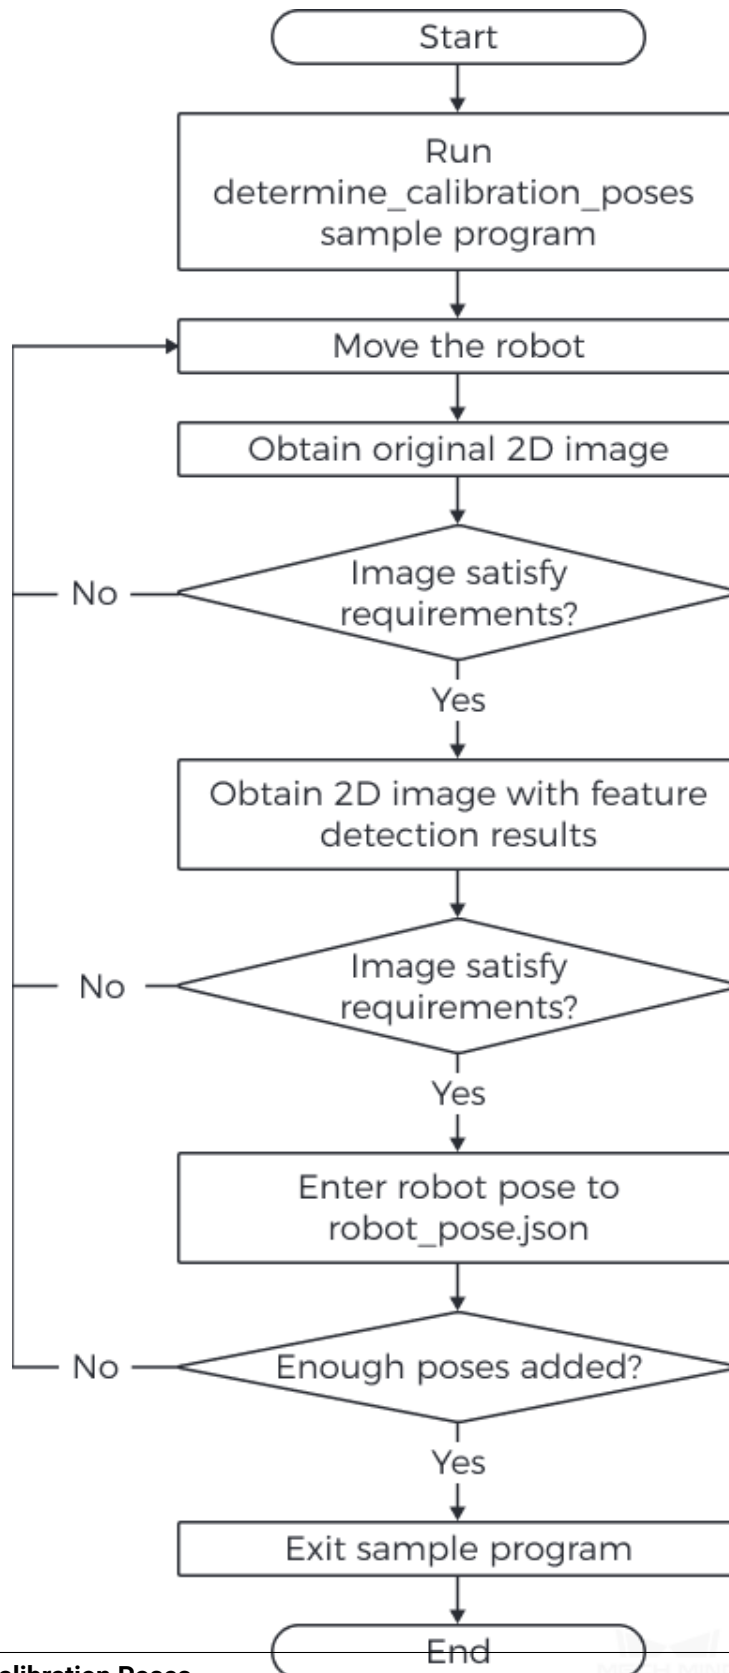 Start
Run
determine_calibration_poses
sample program
Move the robot
Obtain original 2D image
Image satisfy
requirements?
No
Yes
Obtain 2D image with feature
detection results
Image satisfy
requirements?
No
Yes
Enter robot pose to
robot_pose.json
Enough poses added?
No
Yes
Exit sample program
End